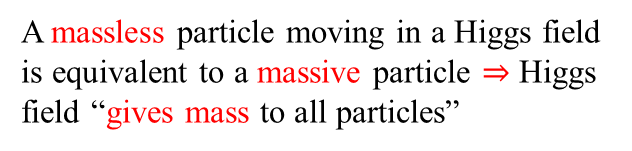 A massless particle moving in a Higgs field
is equivalent to a massive particle ⇒ Higgs
field “gives mass to all particles”